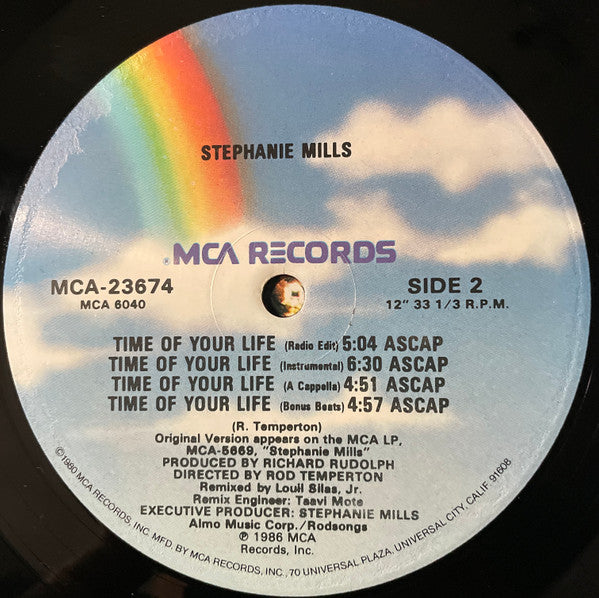 STEPHANIE MILLS
MCA RECORDS
MCA-23674
MCA 6040
SIDE 2
12" 33 1/3 R.P.M.
TIME OF YOUR LIFE (Radio Edit) 5:04 ASCAP
TIME OF YOUR LIFE (Instrumental) 6:30 ASCAP
TIME OF YOUR LIFE (A Cappella) 4:51 ASCAP
TIME OF YOUR LIFE (Bonus Beats) 4:57 ASCAP
(R. Temperton)
Original Version appears on the MCA LP,
MCA-5669, "Stephanie Mills"
PRODUCED BY RICHARD RUDOLPH
DIRECTED BY ROD TEMPERTON
Remixed by Louil Silas, Jr.
Remix Engineer: Taavi Mote
EXECUTIVE PRODUCER: STEPHANIE MILLS
Almo Music Corp./Rodsongs
℗ 1986 MCA
Records, Inc.
©1980 MCA RECORDS, INC. MFD. BY MCA RECORDS, INC., 70 UNIVERSAL PLAZA, UNIVERSAL CITY, CALIF. 91608